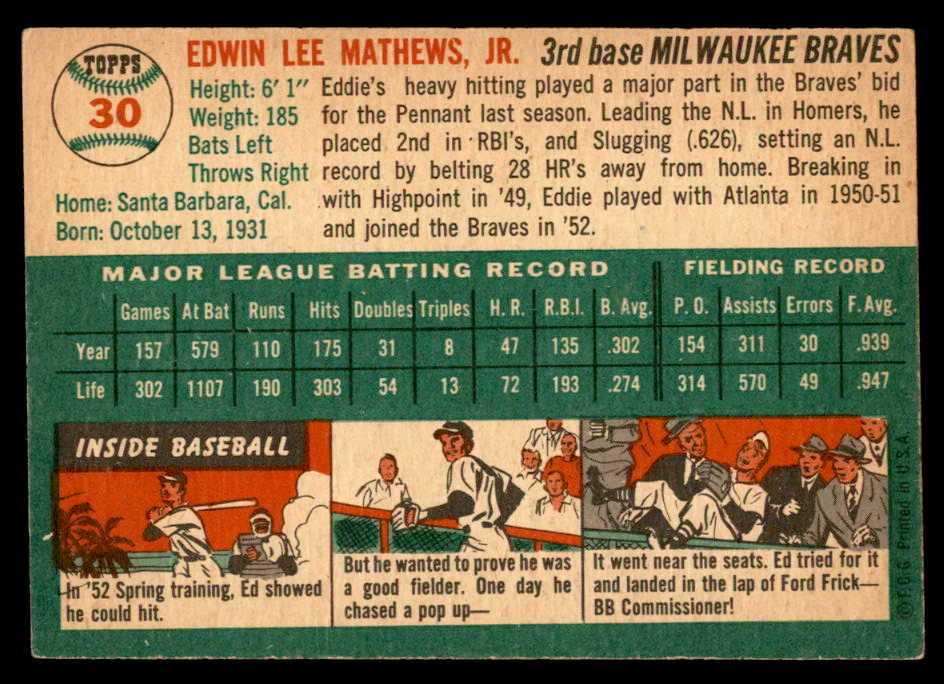 TOPPS
30
EDWIN LEE MATHEWS, JR. 3rd base MILWAUKEE BRAVES
Height: 6' 1"
Weight: 185
Bats Left
Throws Right
Home: Santa Barbara, Cal.
Born: October 13, 1931
Eddie's heavy hitting played a major part in the Braves' bid
for the Pennant last season. Leading the N.L. in Homers, he
placed 2nd in RBI's, and Slugging (.626), setting an N.L.
record by belting 28 HR's away from home. Breaking in
with Highpoint in '49, Eddie played with Atlanta in 1950-51
and joined the Braves in '52.
MAJOR LEAGUE BATTING RECORD FIELDING RECORD
Games At Bat Runs Hits Doubles Triples H. R. R.B.I. B. Avg. P. O. Assists Errors F. Avg.
Year 157 579 110 175 31 8 47 135 .302 154 311 30 .939
Life 302 1107 190 303 54 13 72 193 .274 314 570 49 .947
INSIDE BASEBALL
In '52 Spring training, Ed showed
he could hit.
But he wanted to prove he was
a good fielder. One day he
chased a pop up—
It went near the seats. Ed tried for it
and landed in the lap of Ford Frick—
BB Commissioner!
© T.C.G. Printed in U.S.A.